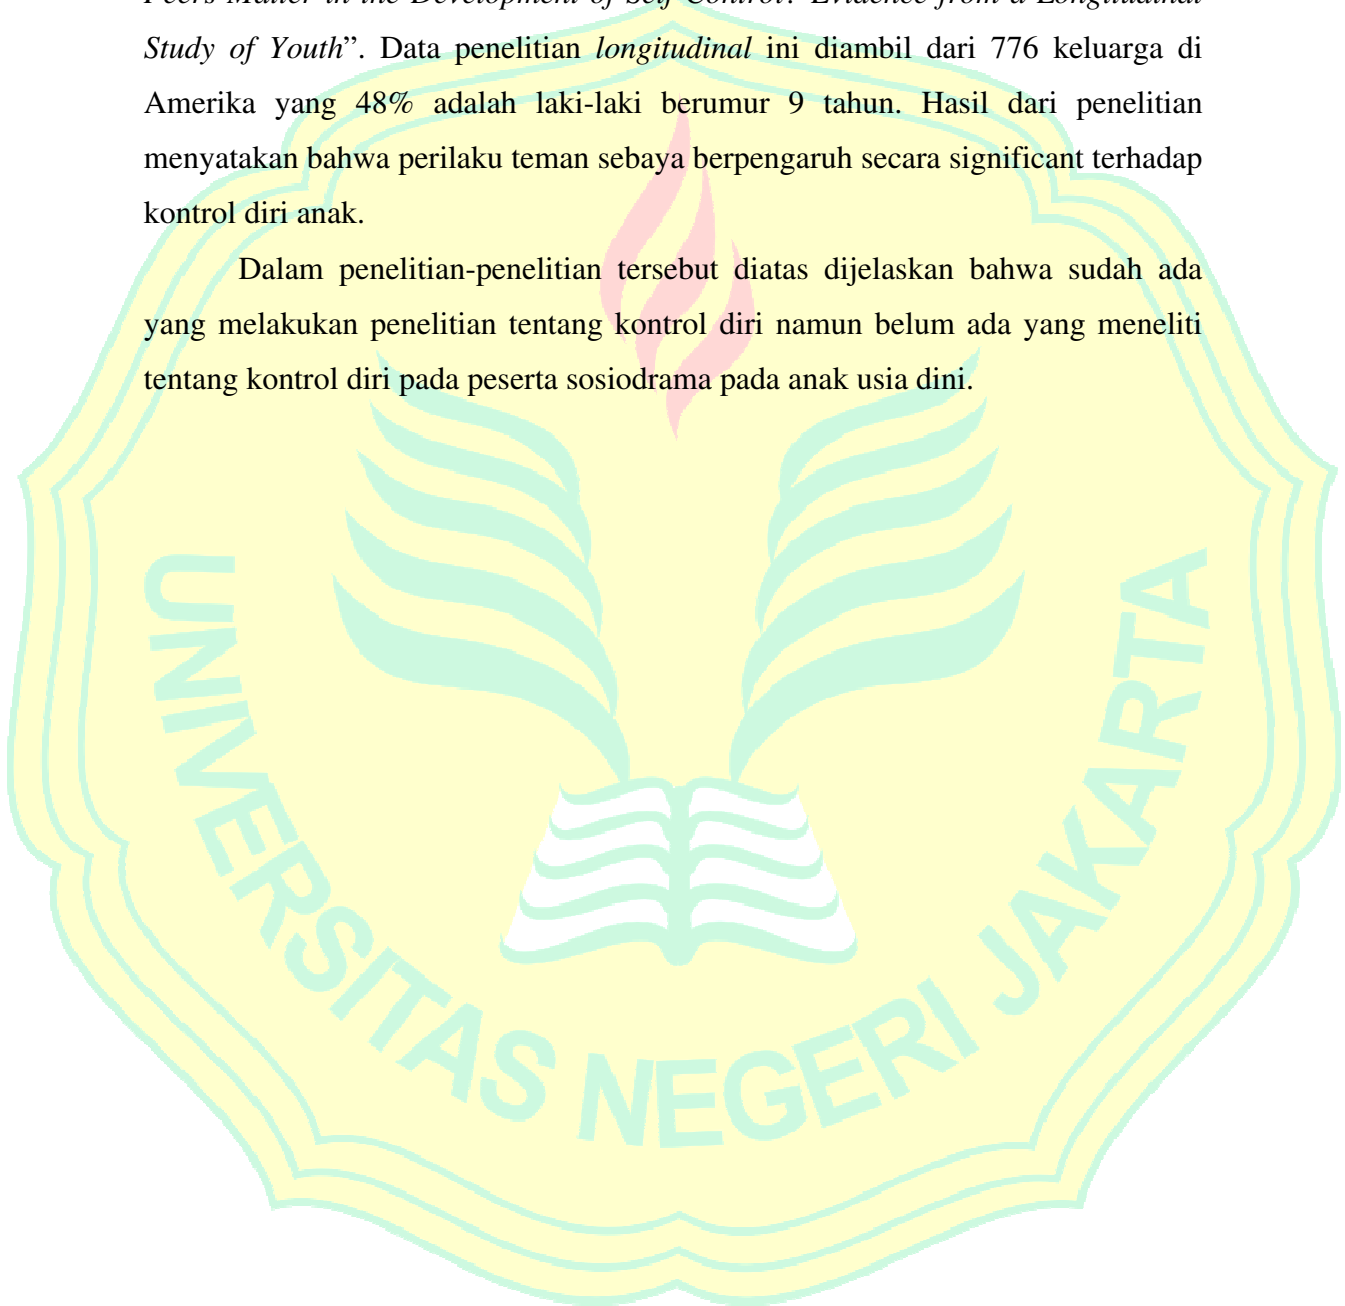 Peers Matter in the Development of Self-Control? Evidence from a Longitudinal
Study of Youth”. Data penelitian longitudinal ini diambil dari 776 keluarga di
Amerika yang 48% adalah laki-laki berumur 9 tahun. Hasil dari penelitian
menyatakan bahwa perilaku teman sebaya berpengaruh secara significant terhadap
kontrol diri anak.
Dalam penelitian-penelitian tersebut diatas dijelaskan bahwa sudah ada
yang melakukan penelitian tentang kontrol diri namun belum ada yang meneliti
tentang kontrol diri pada peserta sosiodrama pada anak usia dini.
UNIVERSITAS NEGERI JAKARTA